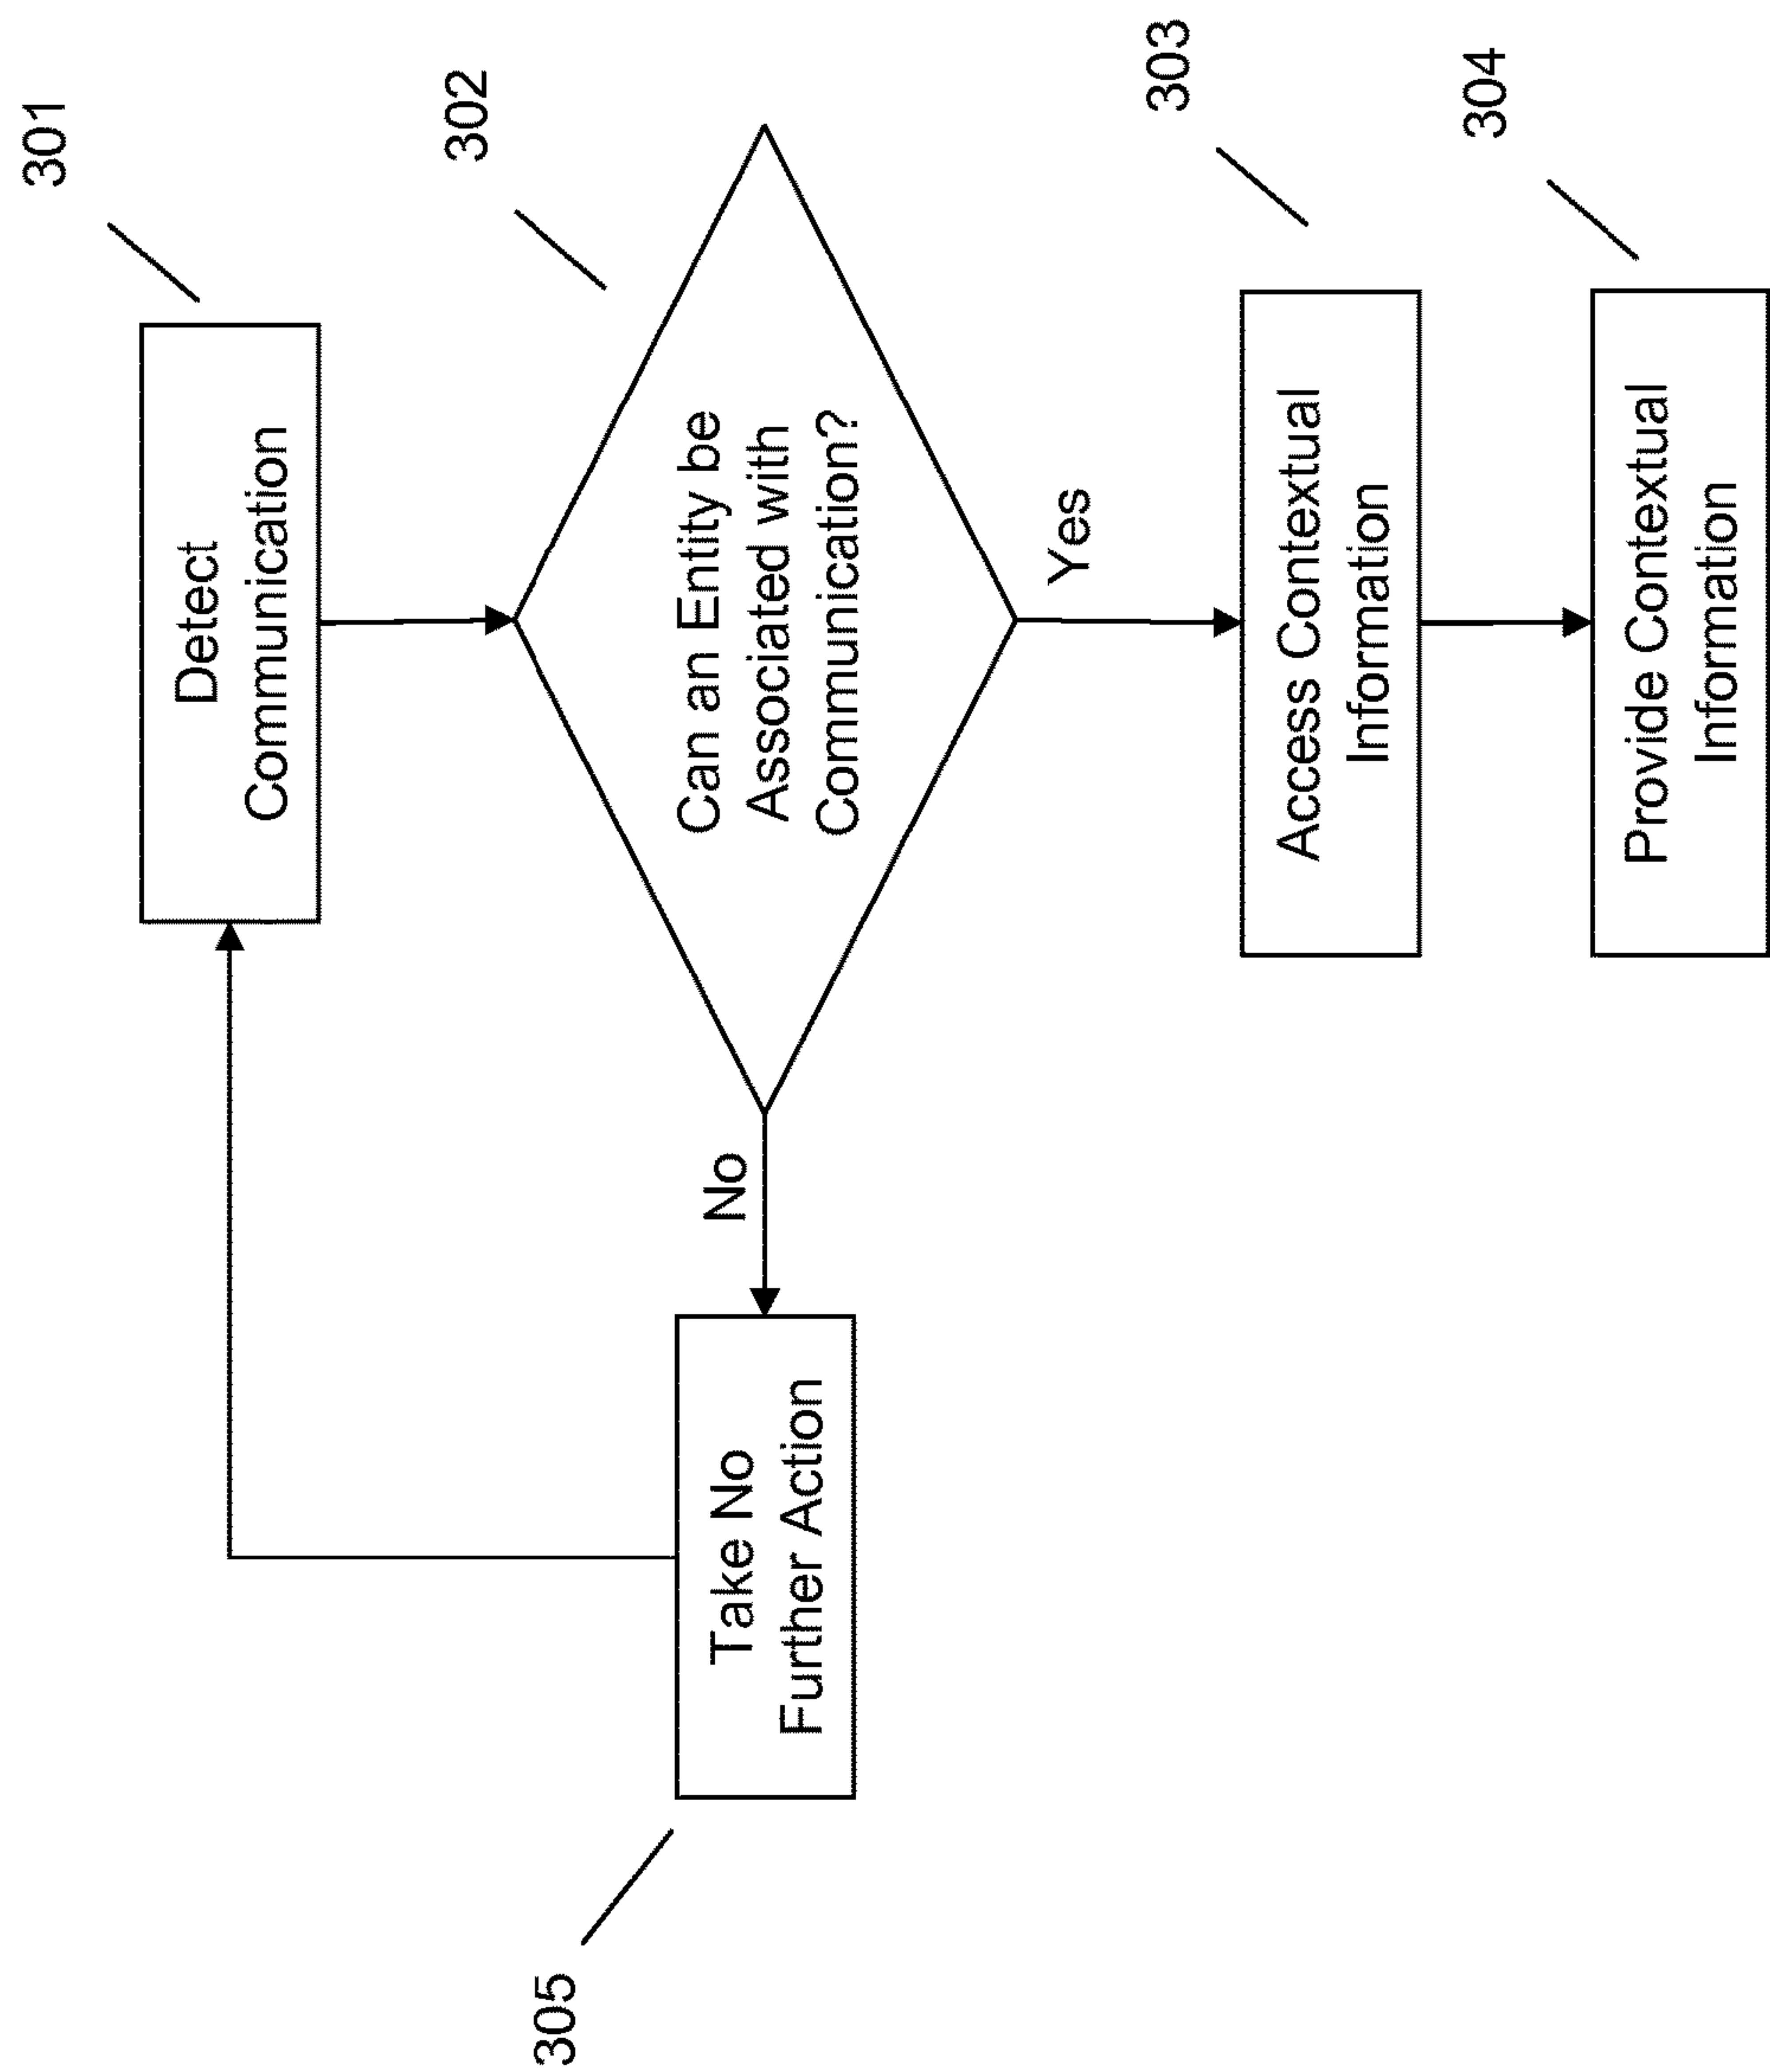 301
Detect
Communication
302
Can an Entity be
Associated with
Communication?
No
Yes
305
Take No
Further Action
303
Access Contextual
Information
304
Provide Contextual
Information